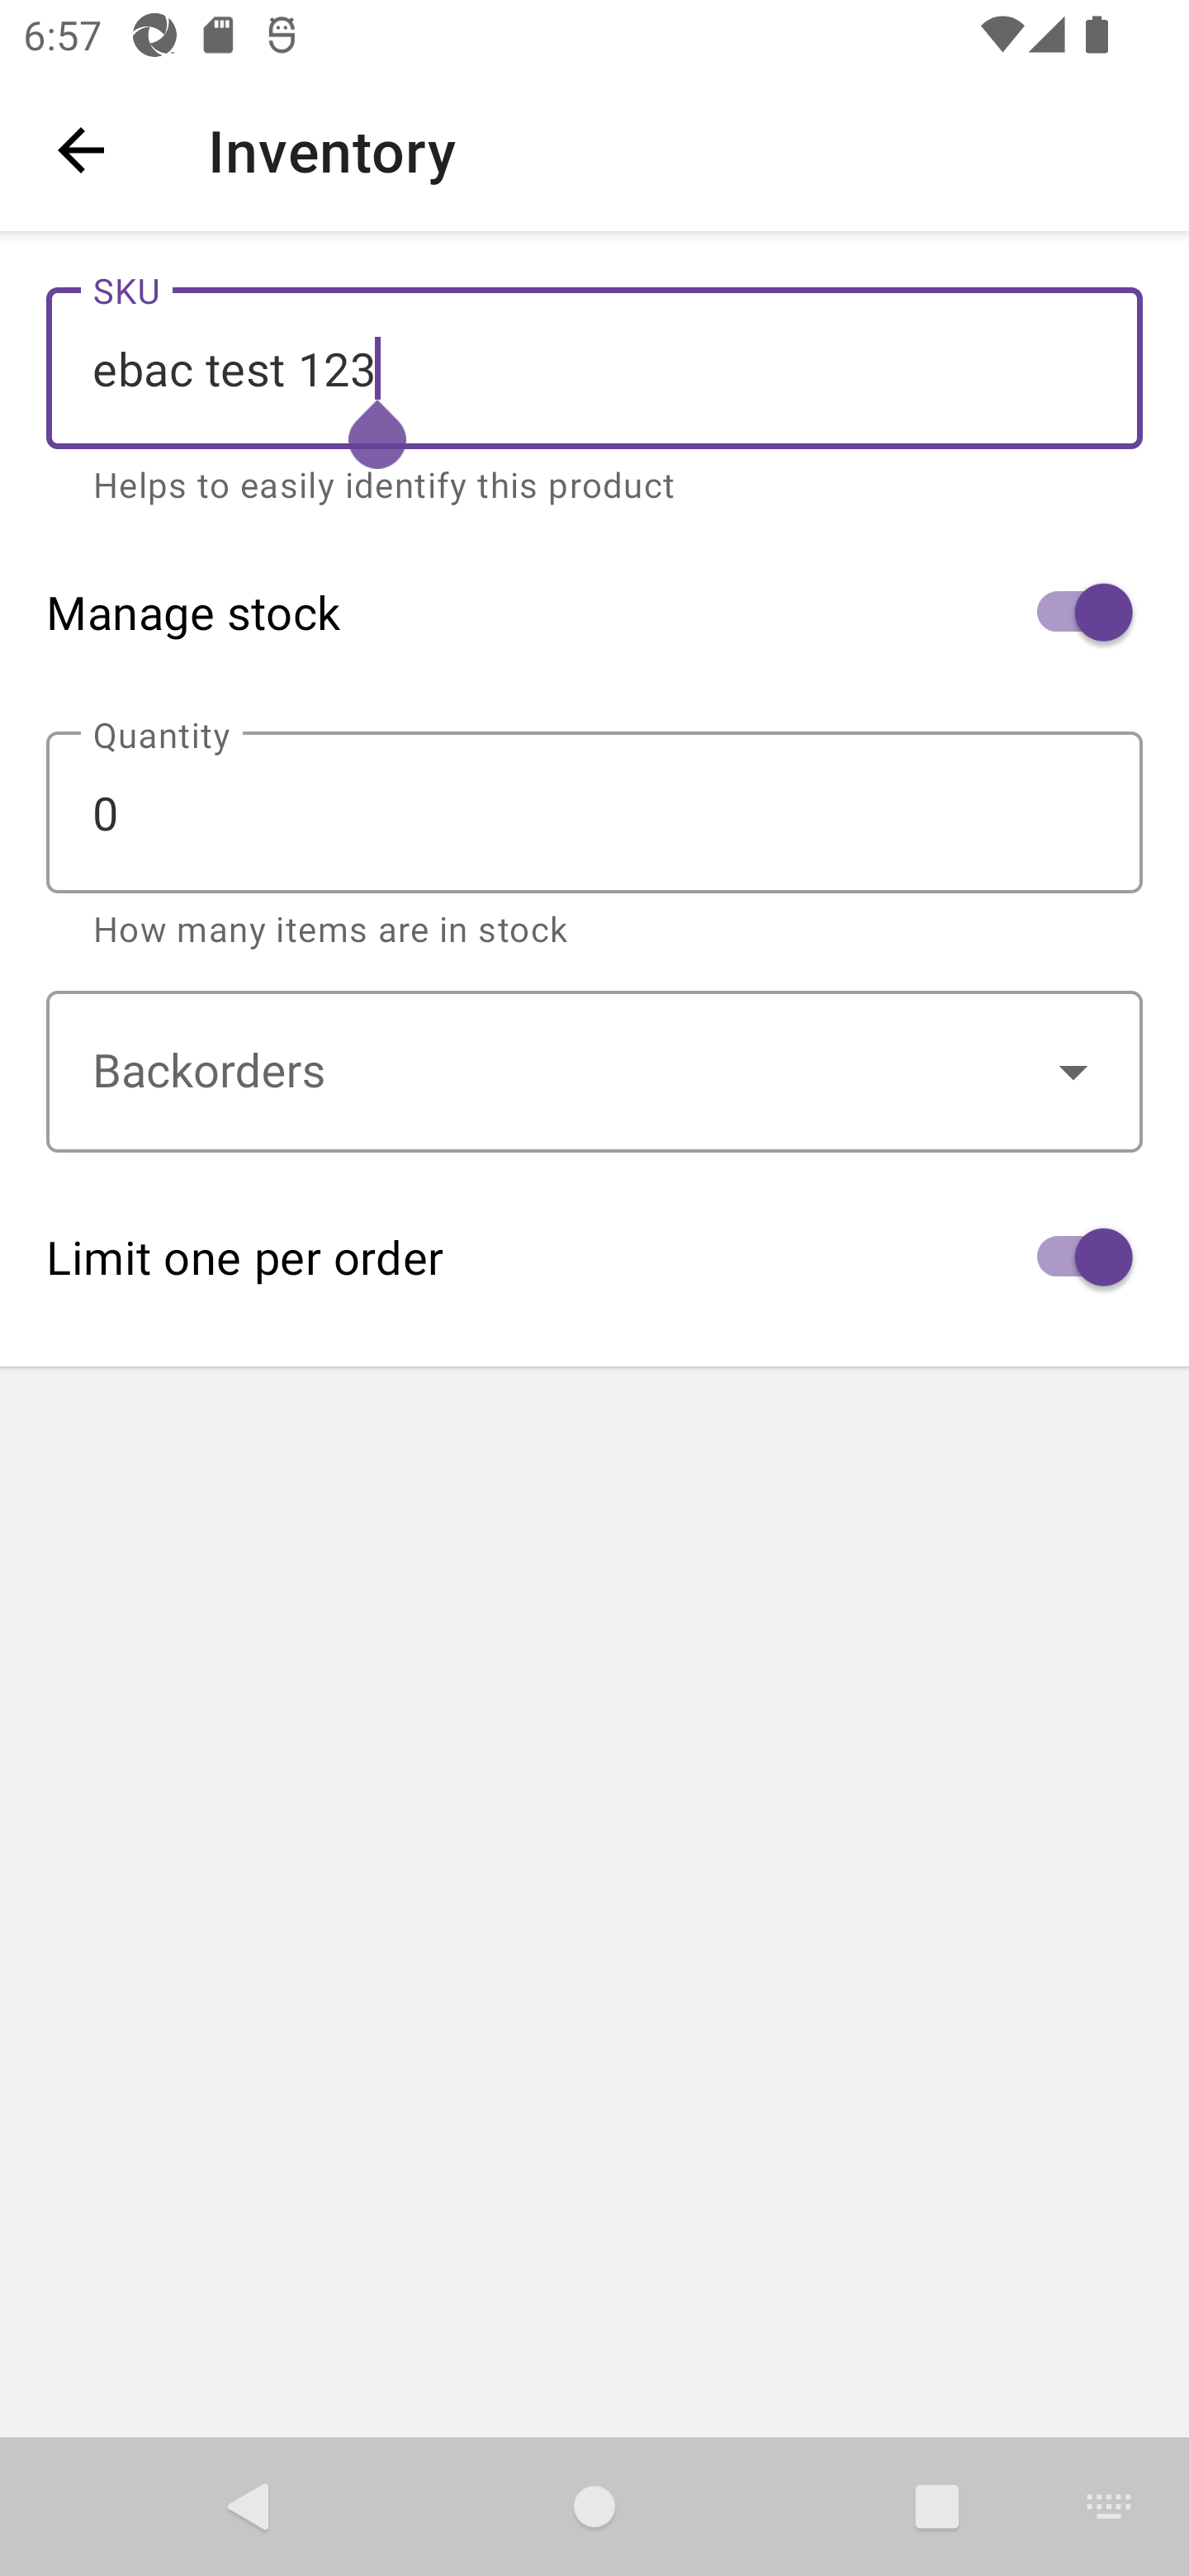 6:57
Inventory
SKU
ebac test 123
Helps to easily identify this product
Manage stock
Quantity
0
How many items are in stock
Backorders
Limit one per order